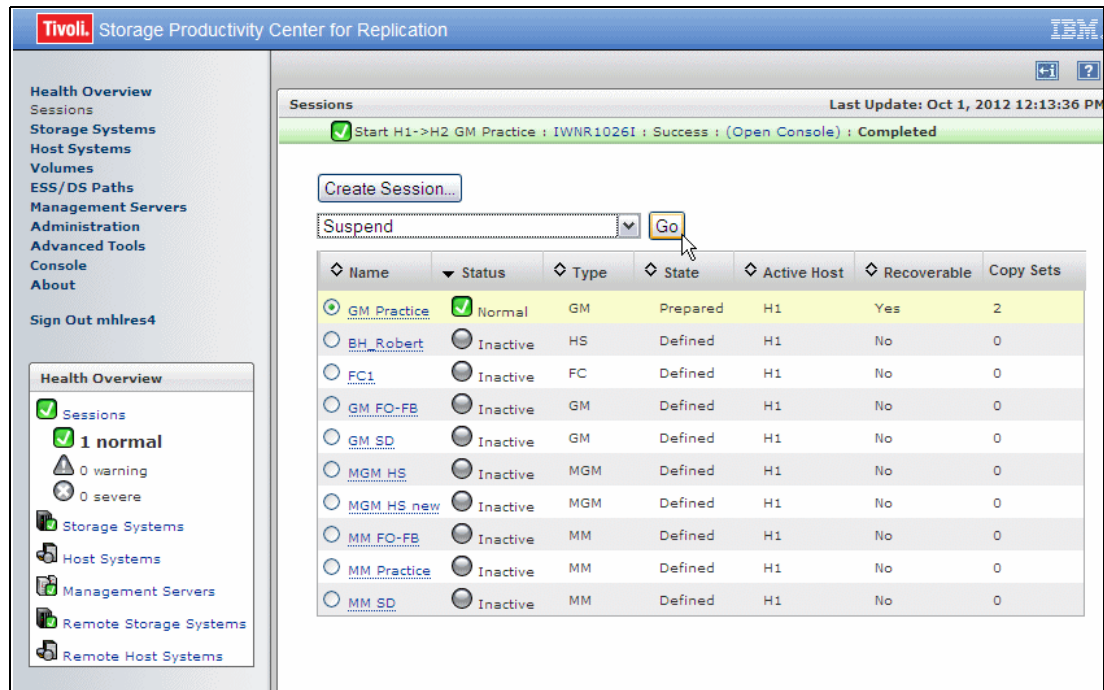 Tivoli. Storage Productivity Center for Replication IBM.
Health Overview
Sessions
Storage Systems
Host Systems
Volumes
ESS/DS Paths
Management Servers
Administration
Advanced Tools
Console
About
Sign Out mhlres4
Health Overview
Sessions
1 normal
0 warning
0 severe
Storage Systems
Host Systems
Management Servers
Remote Storage Systems
Remote Host Systems
i ?
Sessions Last Update: Oct 1, 2012 12:13:36 PM
Start H1->H2 GM Practice : IWNR1026I : Success : (Open Console) : Completed
Create Session...
Suspend Go
Name Status Type State Active Host Recoverable Copy Sets
GM Practice Normal GM Prepared H1 Yes 2
BH_Robert Inactive HS Defined H1 No 0
FC1 Inactive FC Defined H1 No 0
GM FO-FB Inactive GM Defined H1 No 0
GM SD Inactive GM Defined H1 No 0
MGM HS Inactive MGM Defined H1 No 0
MGM HS new Inactive MGM Defined H1 No 0
MM FO-FB Inactive MM Defined H1 No 0
MM Practice Inactive MM Defined H1 No 0
MM SD Inactive MM Defined H1 No 0